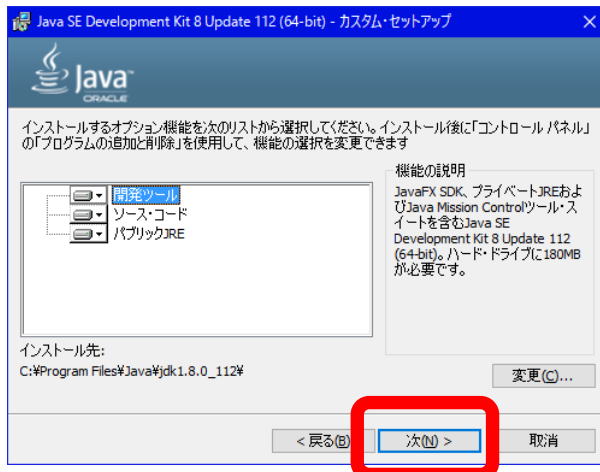 Java SE Development Kit 8 Update 112 (64-bit) - カスタム・セットアップ
Java
ORACLE
インストールするオプション機能を次のリストから選択してください。インストール後に「コントロール パネル」
の「プログラムの追加と削除」を使用して、機能の選択を変更できます
開発ツール
ソース・コード
パブリックJRE
機能の説明
JavaFX SDK、プライベートJREおよ
びJava Mission Controlツール・ス
イートを含むJava SE
Development Kit 8 Update 112
(64-bit)。ハード・ドライブに180MB
が必要です。
インストール先:
C:¥Program Files¥Java¥jdk1.8.0_112¥
変更(C)...
< 戻る(B)
次(N) >
取消